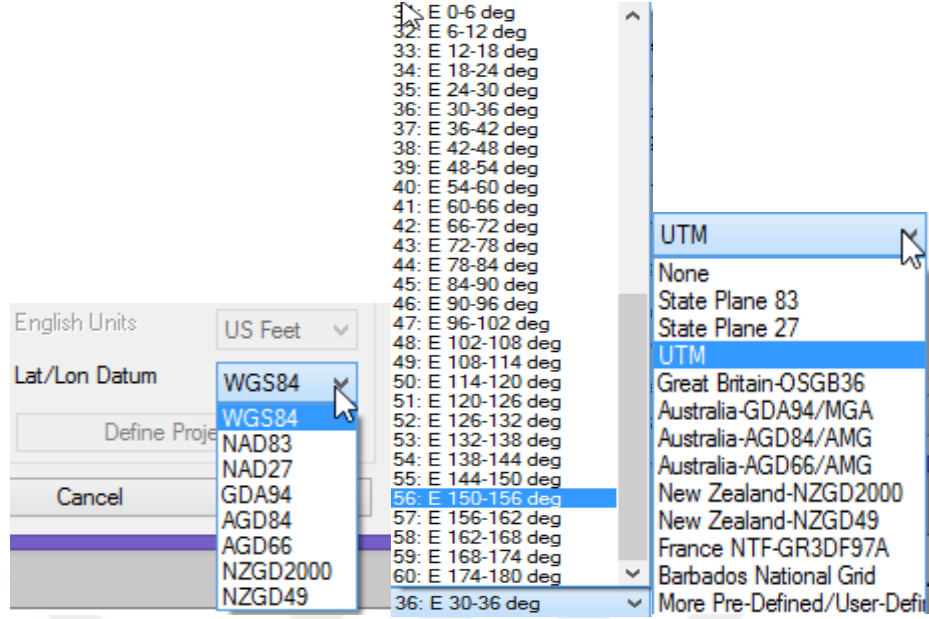 English Units
US Feet
Lat/Lon Datum
WGS84
WGS84
NAD83
NAD27
GDA94
AGD84
AGD66
NZGD2000
NZGD49
Define Proje
Cancel
E 0-6 deg
32: E 6-12 deg
33: E 12-18 deg
34: E 18-24 deg
35: E 24-30 deg
36: E 30-36 deg
37: E 36-42 deg
38: E 42-48 deg
39: E 48-54 deg
40: E 54-60 deg
41: E 60-66 deg
42: E 66-72 deg
43: E 72-78 deg
44: E 78-84 deg
45: E 84-90 deg
46: E 90-96 deg
47: E 96-102 deg
48: E 102-108 deg
49: E 108-114 deg
50: E 114-120 deg
51: E 120-126 deg
52: E 126-132 deg
53: E 132-138 deg
54: E 138-144 deg
55: E 144-150 deg
56: E 150-156 deg
57: E 156-162 deg
58: E 162-168 deg
59: E 168-174 deg
60: E 174-180 deg
36: E 30-36 deg
UTM
None
State Plane 83
State Plane 27
UTM
Great Britain-OSGB36
Australia-GDA94/MGA
Australia-AGD84/AMG
Australia-AGD66/AMG
New Zealand-NZGD2000
New Zealand-NZGD49
France NTF-GR3DF97A
Barbados National Grid
More Pre-Defined/User-Defi